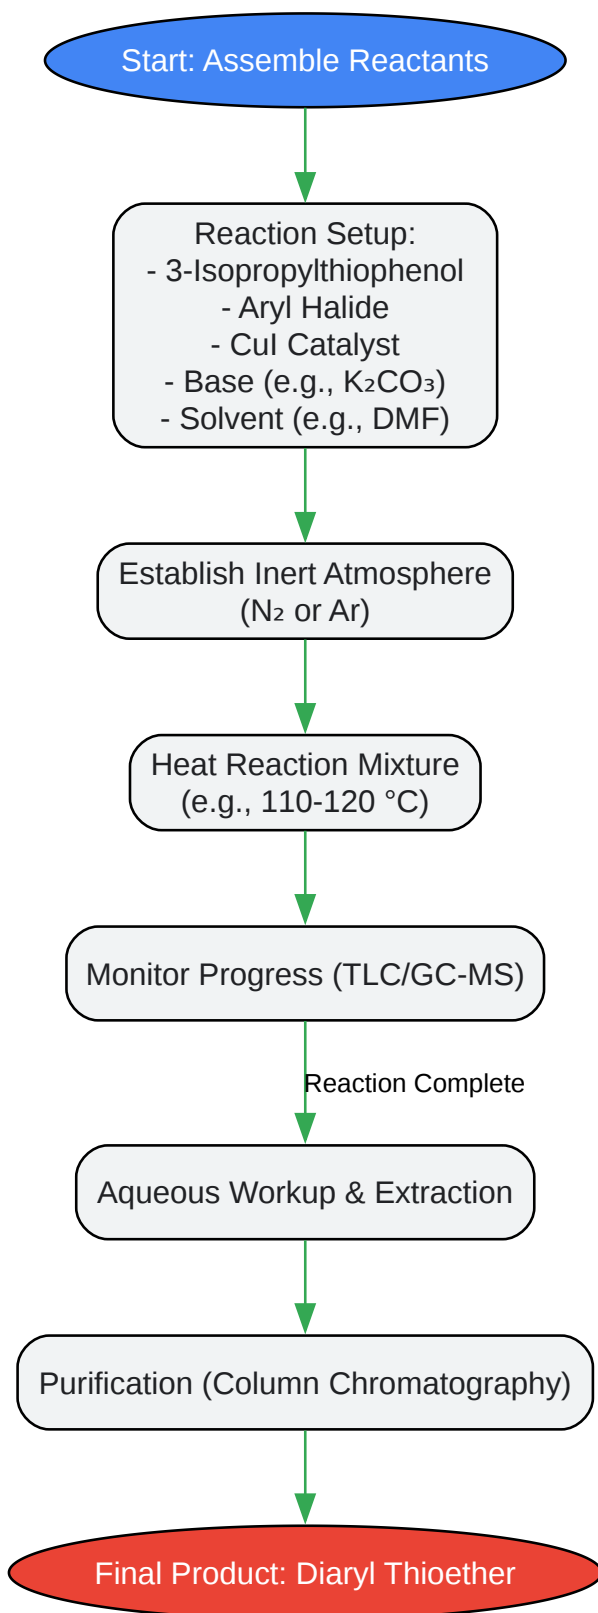 Start: Assemble Reactants
Reaction Setup:
- 3-Isopropylthiophenol
- Aryl Halide
- CuI Catalyst
- Base (e.g., K₂CO₃)
- Solvent (e.g., DMF)
Establish Inert Atmosphere
(N₂ or Ar)
Heat Reaction Mixture
(e.g., 110-120 °C)
Monitor Progress (TLC/GC-MS)
Reaction Complete
Aqueous Workup & Extraction
Purification (Column Chromatography)
Final Product: Diaryl Thioether